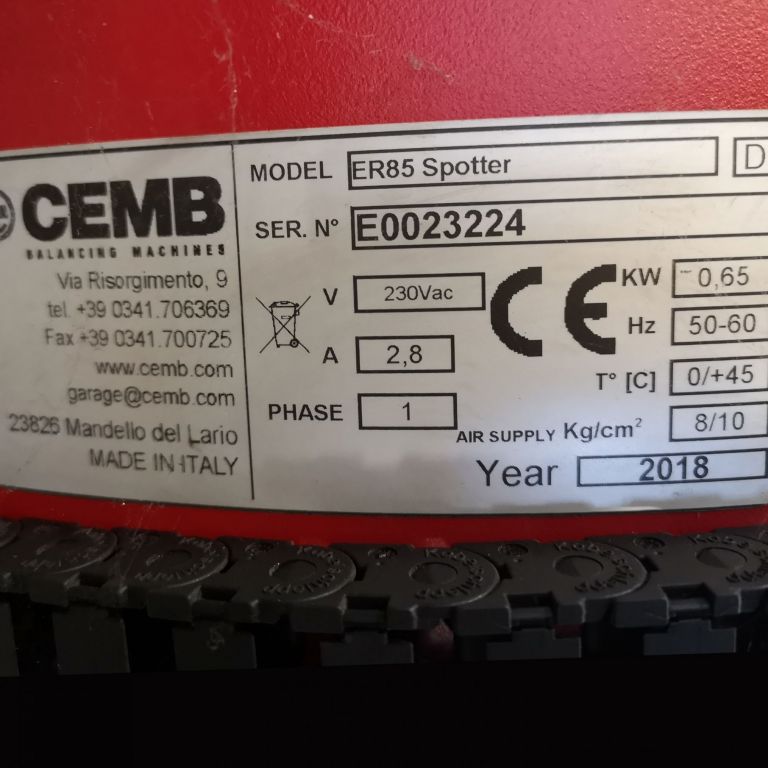 CEMB
BALANCING MACHINES
Via Risorgimento, 9
tel. +39 0341.706369
Fax +39 0341.700725
www.cemb.com
garage@cemb.com
23826 Mandello del Lario
MADE IN ITALY
MODEL ER85 Spotter D
SER. N° E0023224
V 230Vac
A 2,8
PHASE 1
CE
KW 0,65
Hz 50-60
T° [C] 0/+45
AIR SUPPLY Kg/cm² 8/10
Year 2018